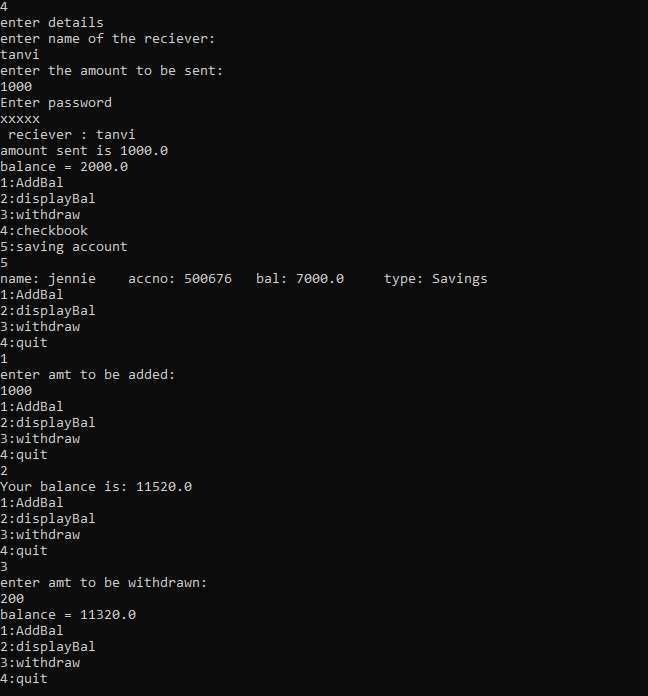 4
enter details
enter name of the reciever:
tanvi
enter the amount to be sent:
1000
Enter password
xxxxx
 reciever : tanvi
amount sent is 1000.0
balance = 2000.0
1:AddBal
2:displayBal
3:withdraw
4:checkbook
5:saving account
5
name: jennie    accno: 500676   bal: 7000.0     type: Savings
1:AddBal
2:displayBal
3:withdraw
4:quit
1
enter amt to be added:
1000
1:AddBal
2:displayBal
3:withdraw
4:quit
2
Your balance is: 11520.0
1:AddBal
2:displayBal
3:withdraw
4:quit
3
enter amt to be withdrawn:
200
balance = 11320.0
1:AddBal
2:displayBal
3:withdraw
4:quit